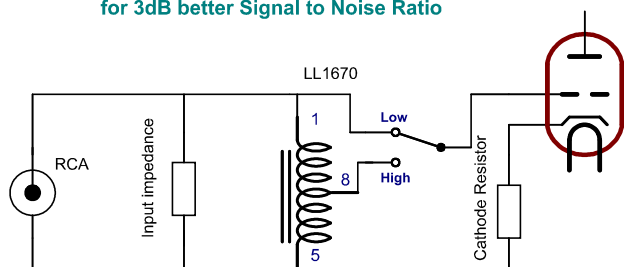 for 3dB better Signal to Noise Ratio
LL1670
1
Low
RCA
Input impedance
8
High
Cathode Resistor
5